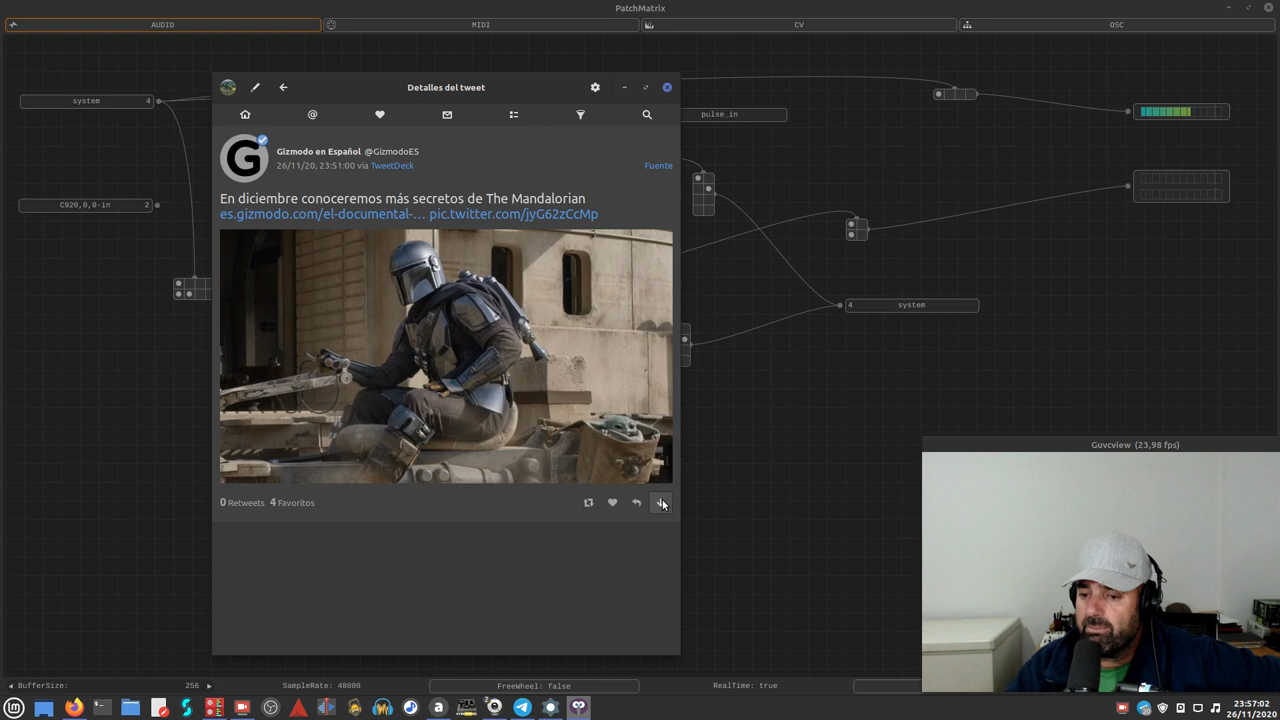 PatchMatrix
AUDIO
MIDI
CV
OSC
system 4
pulse_in
C920,0,0-in 2
4 system
Detalles del tweet
G
Gizmodo en Español @GizmodoES
26/11/20, 23:51:00 via TweetDeck
Fuente
En diciembre conoceremos más secretos de The Mandalorian
es.gizmodo.com/el-documental-… pic.twitter.com/jyG62zCcMp
0 Retweets 4 Favoritos
Guvcview (23,98 fps)
BufferSize: 256
SampleRate: 48000
FreeWheel: false
RealTime: true
23:57:02
26/11/2020